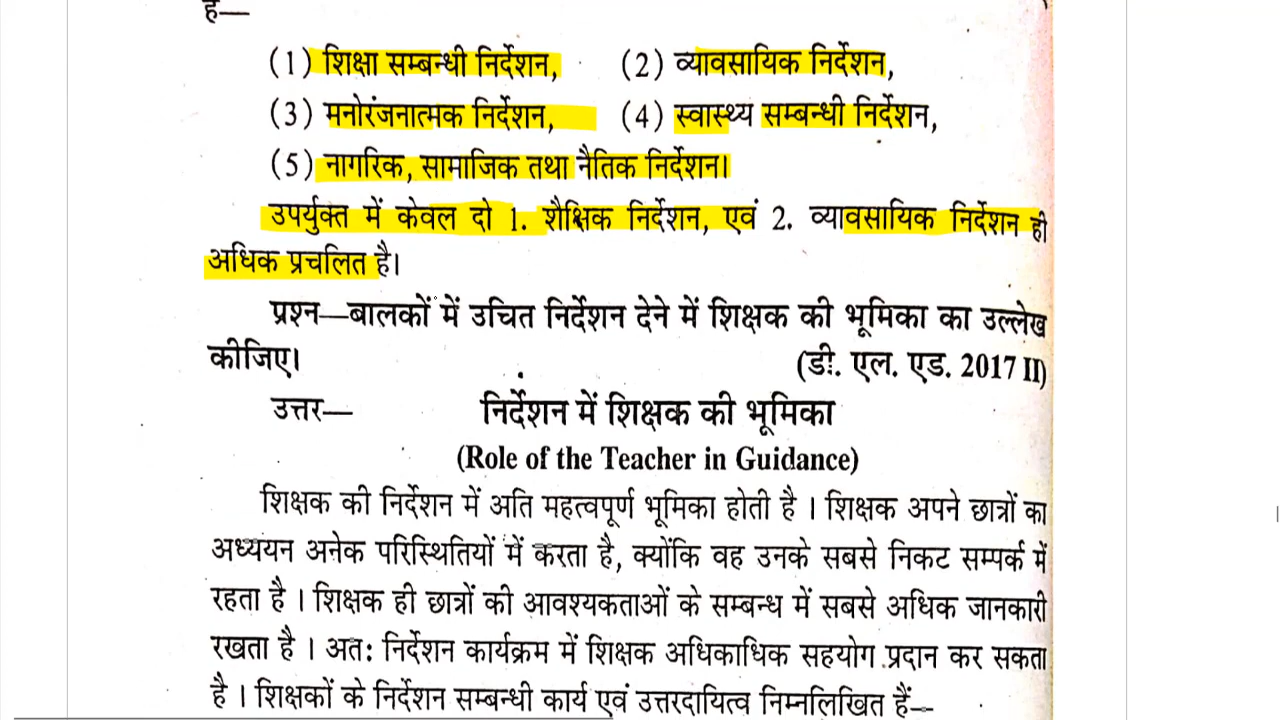 है—
(1) शिक्षा सम्बन्धी निर्देशन, (2) व्यावसायिक निर्देशन,
(3) मनोरंजनात्मक निर्देशन, (4) स्वास्थ्य सम्बन्धी निर्देशन,
(5) नागरिक, सामाजिक तथा नैतिक निर्देशन।
उपर्युक्त में केवल दो 1. शैक्षिक निर्देशन, एवं 2. व्यावसायिक निर्देशन ही
अधिक प्रचलित है।
प्रश्न—बालकों में उचित निर्देशन देने में शिक्षक की भूमिका का उल्लेख
कीजिए। (डी. एल. एड. 2017 II)
उत्तर— निर्देशन में शिक्षक की भूमिका
(Role of the Teacher in Guidance)
शिक्षक की निर्देशन में अति महत्वपूर्ण भूमिका होती है । शिक्षक अपने छात्रों का
अध्ययन अनेक परिस्थितियों में करता है, क्योंकि वह उनके सबसे निकट सम्पर्क में
रहता है । शिक्षक ही छात्रों की आवश्यकताओं के सम्बन्ध में सबसे अधिक जानकारी
रखता है । अतः निर्देशन कार्यक्रम में शिक्षक अधिकाधिक सहयोग प्रदान कर सकता
है । शिक्षकों के निर्देशन सम्बन्धी कार्य एवं उत्तरदायित्व निम्नलिखित हैं—